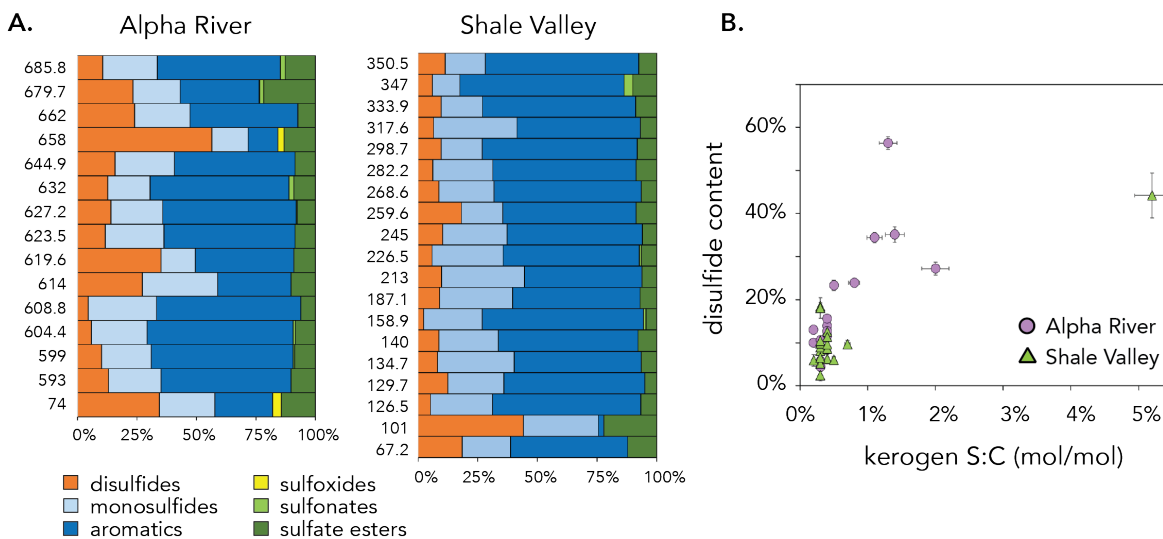 A.
Alpha River
685.8
679.7
662
658
644.9
632
627.2
623.5
619.6
614
608.8
604.4
599
593
74
0% 25% 50% 75% 100%
Shale Valley
350.5
347
333.9
317.6
298.7
282.2
268.6
259.6
245
226.5
213
187.1
158.9
140
134.7
129.7
126.5
101
67.2
0% 25% 50% 75% 100%
disulfides
monosulfides
aromatics
sulfoxides
sulfonates
sulfate esters
B.
disulfide content
60%
40%
20%
0%
Alpha River
Shale Valley
0% 1% 2% 3% 4% 5%
kerogen S:C (mol/mol)